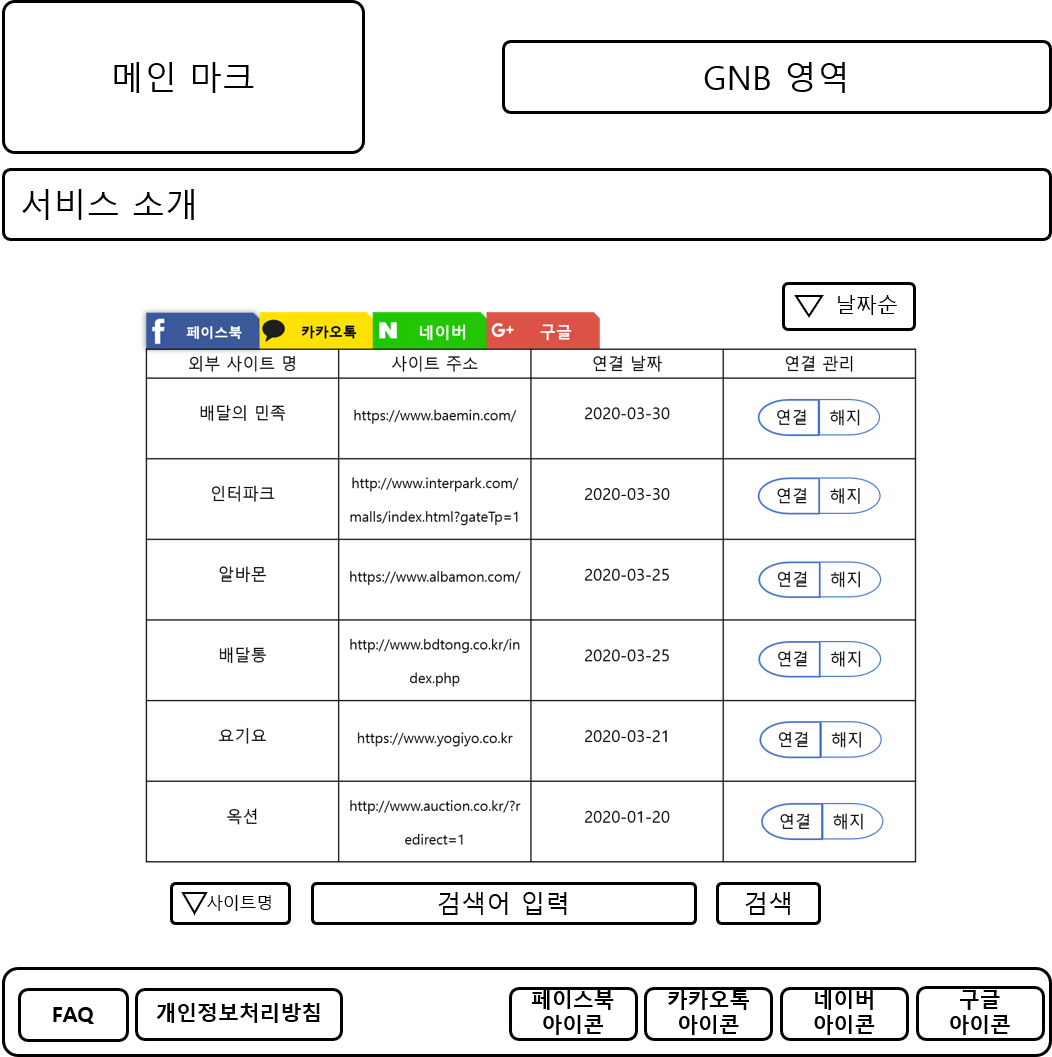 메인 마크
GNB 영역
서비스 소개
날짜순
페이스북 카카오톡 네이버 G+ 구글
외부 사이트 명 사이트 주소 연결 날짜 연결 관리
배달의 민족 https://www.baemin.com/ 2020-03-30 연결 해지
인터파크 http://www.interpark.com/
malls/index.html?gateTp=1 2020-03-30 연결 해지
알바몬 https://www.albamon.com/ 2020-03-25 연결 해지
배달통 http://www.bdtong.co.kr/in
dex.php 2020-03-25 연결 해지
요기요 https://www.yogiyo.co.kr 2020-03-21 연결 해지
옥션 http://www.auction.co.kr/?r
edirect=1 2020-01-20 연결 해지
사이트명 검색어 입력 검색
FAQ 개인정보처리방침
페이스북
아이콘
카카오톡
아이콘
네이버
아이콘
구글
아이콘